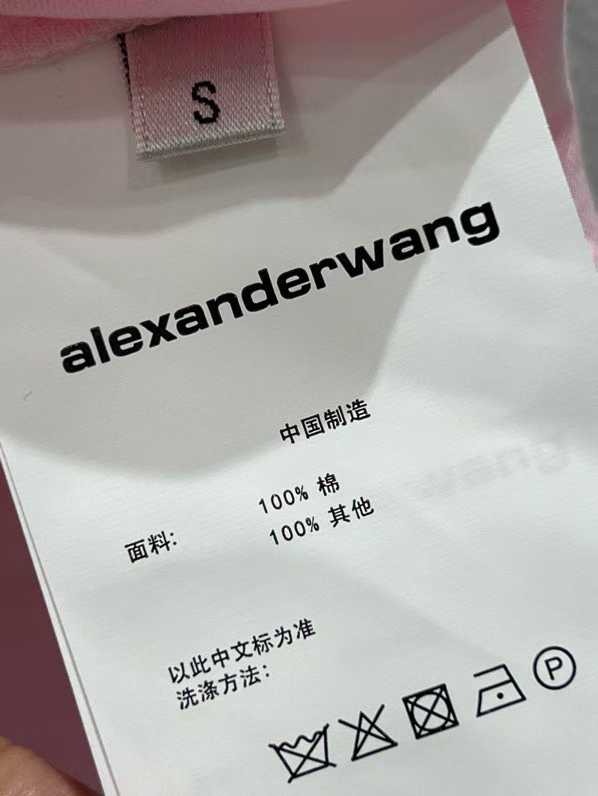 S
alexanderwang
中国制造
100% 棉
面料: 100% 其他
以此中文标为准
洗涤方法:
P